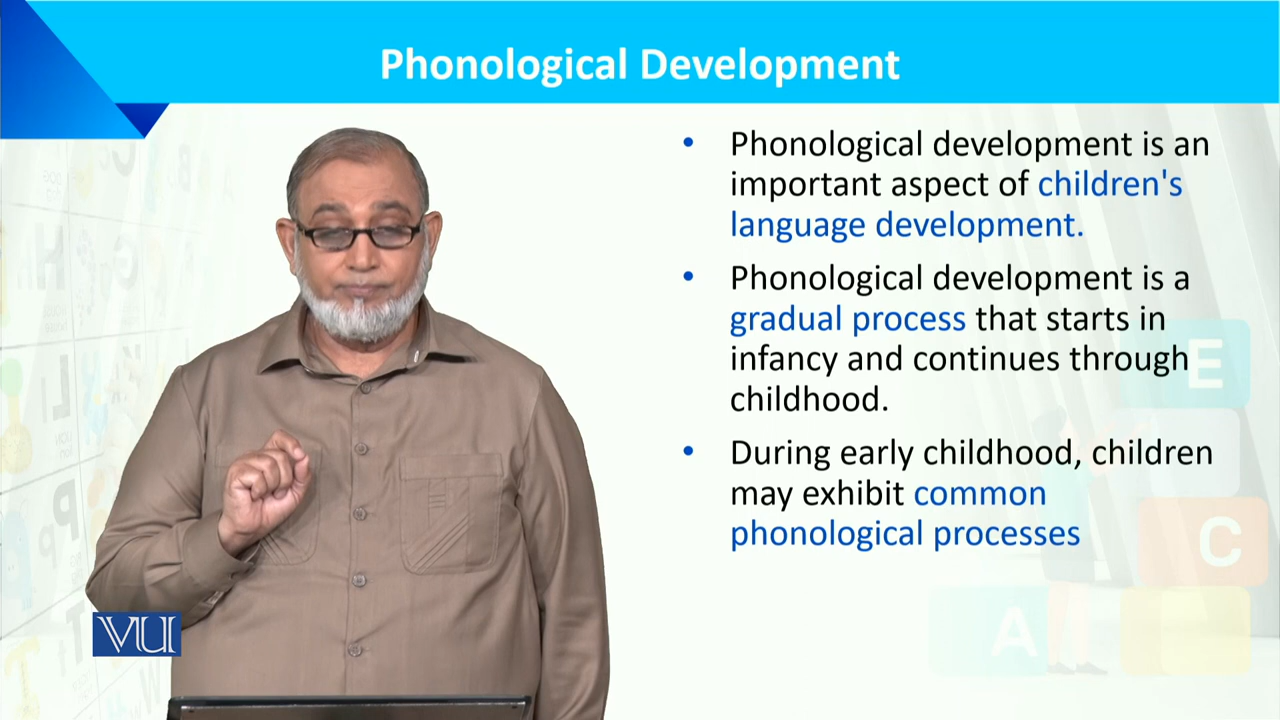 Phonological Development
• Phonological development is an
important aspect of children's
language development.
• Phonological development is a
gradual process that starts in
infancy and continues through
childhood.
• During early childhood, children
may exhibit common
phonological processes
VU
E
C
A